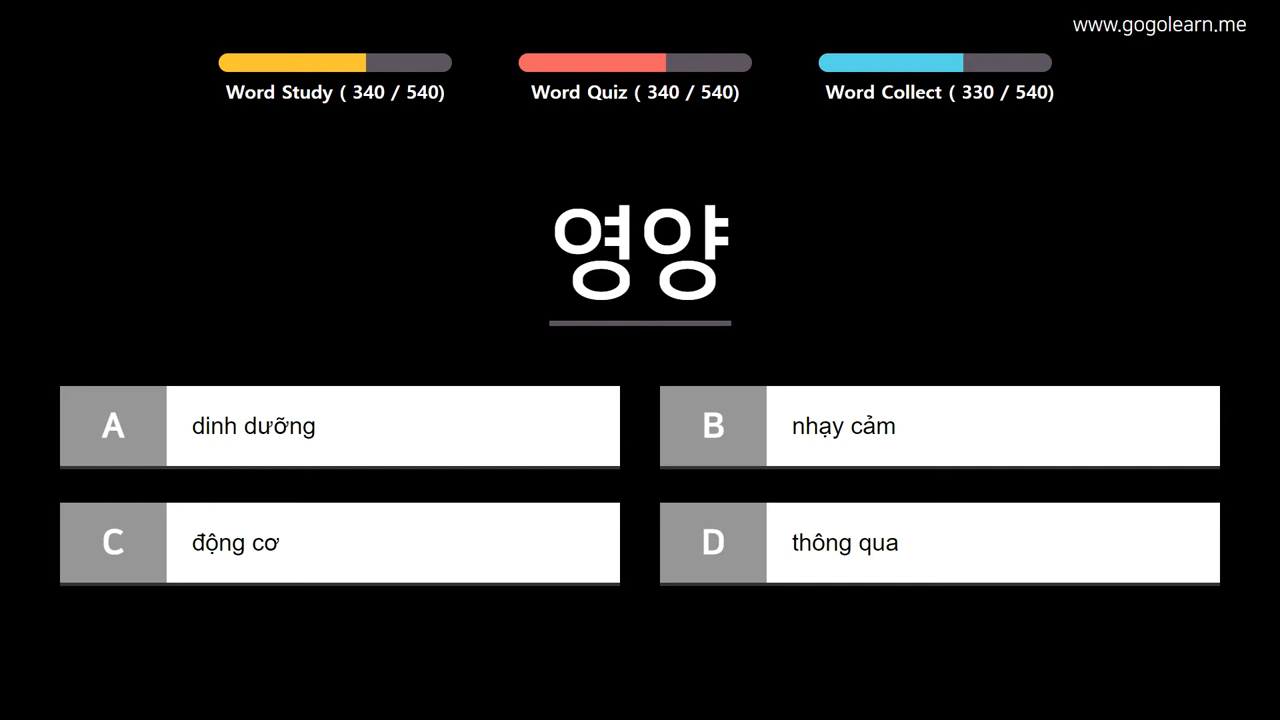 www.gogolearn.me
Word Study ( 340 / 540)
Word Quiz ( 340 / 540)
Word Collect ( 330 / 540)
영양
A dinh dưỡng
B nhạy cảm
C động cơ
D thông qua